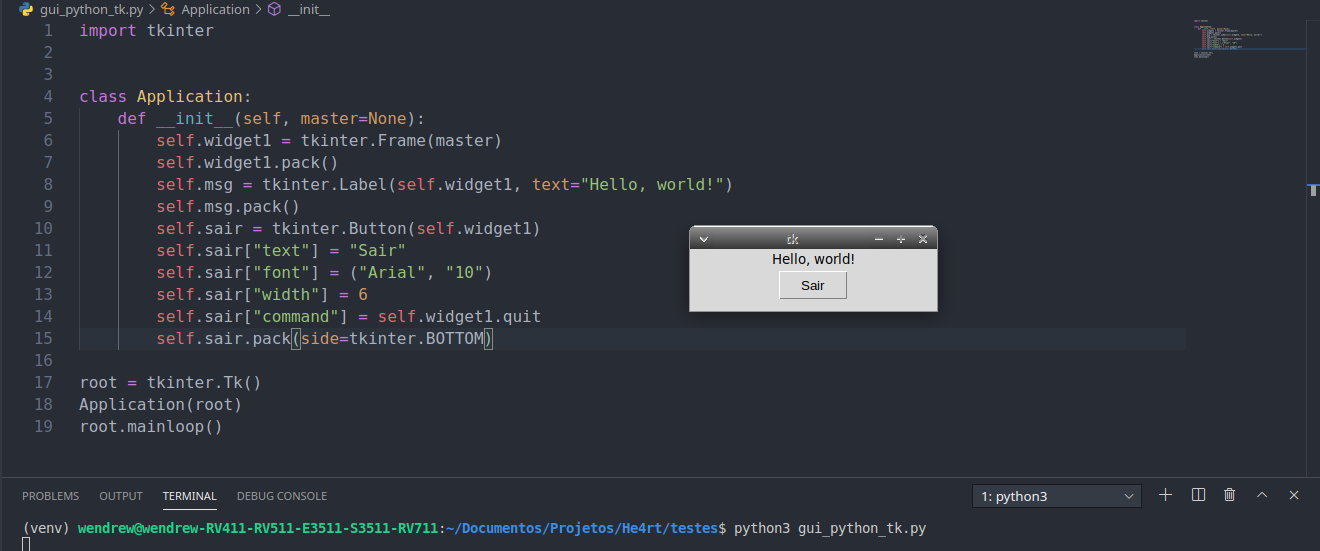 gui_python_tk.py > Application > __init__
1 import tkinter
2
3
4 class Application:
5     def __init__(self, master=None):
6         self.widget1 = tkinter.Frame(master)
7         self.widget1.pack()
8         self.msg = tkinter.Label(self.widget1, text="Hello, world!")
9         self.msg.pack()
10         self.sair = tkinter.Button(self.widget1)
11         self.sair["text"] = "Sair"
12         self.sair["font"] = ("Arial", "10")
13         self.sair["width"] = 6
14         self.sair["command"] = self.widget1.quit
15         self.sair.pack(side=tkinter.BOTTOM)
16
17 root = tkinter.Tk()
18 Application(root)
19 root.mainloop()
tk
Hello, world!
Sair
PROBLEMS OUTPUT TERMINAL DEBUG CONSOLE 1: python3
(venv) wendrew@wendrew-RV411-RV511-E3511-S3511-RV711:~/Documentos/Projetos/He4rt/testes$ python3 gui_python_tk.py